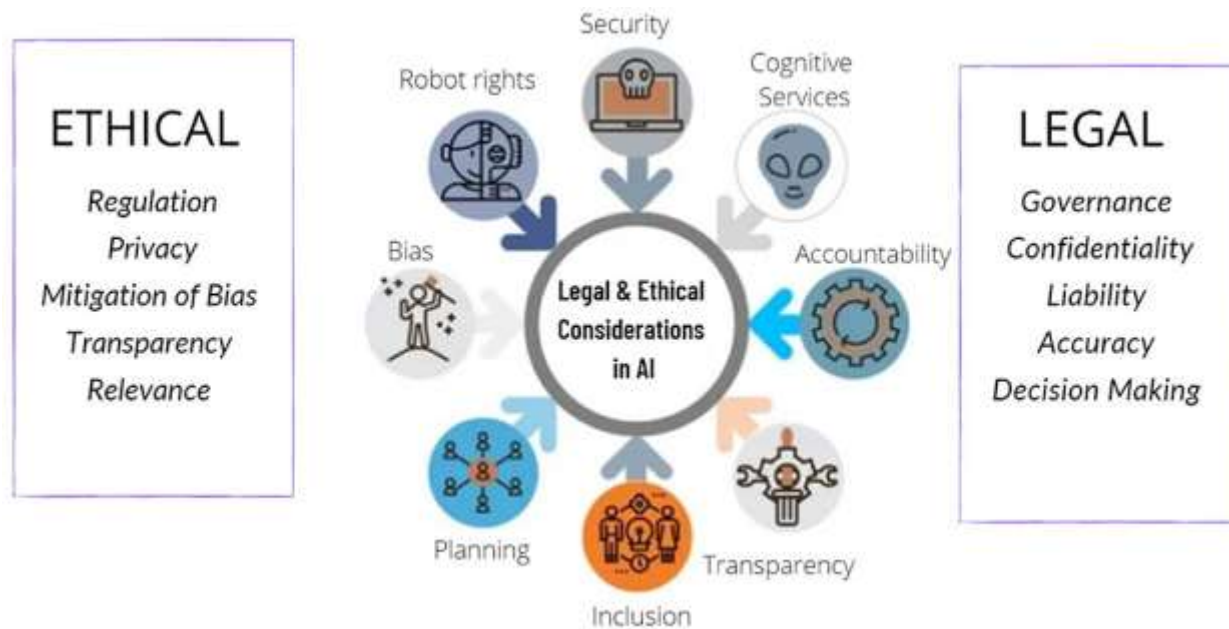 ETHICAL
Regulation
Privacy
Mitigation of Bias
Transparency
Relevance
Security
Robot rights
Cognitive
Services
Bias
Accountability
Legal & Ethical
Considerations
in AI
Planning
Transparency
Inclusion
LEGAL
Governance
Confidentiality
Liability
Accuracy
Decision Making